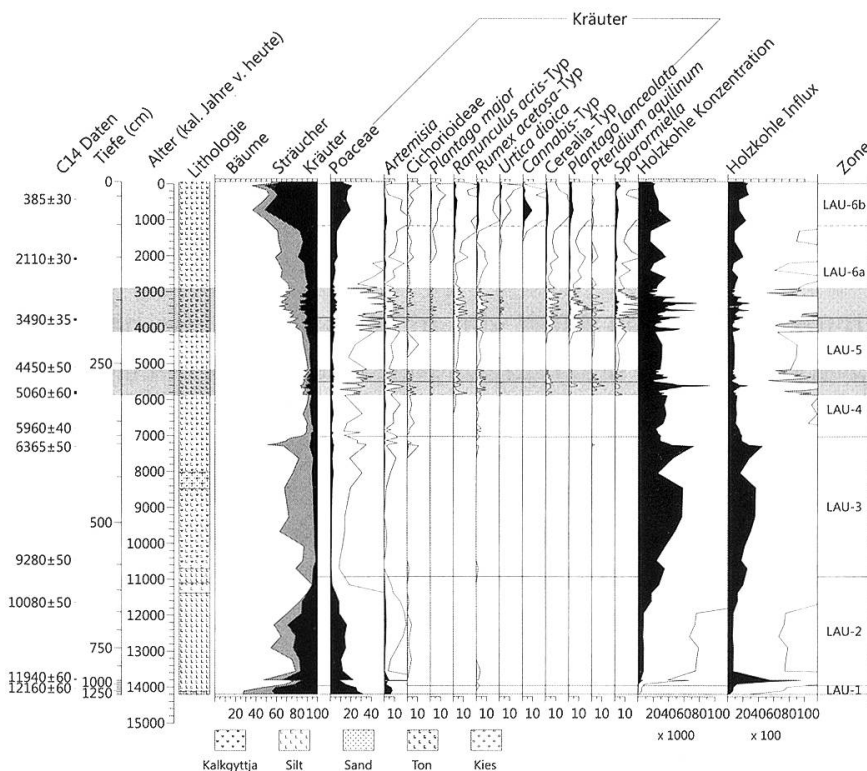 Kräuter
C14 Daten
Tiefe (cm)
Alter (kal. Jahre v. heute)
Lithologie
Bäume
Sträucher
Kräuter
Poaceae
Artemisia
Cichorioideae
Plantago major
Ranunculus acris-Typ
Rumex acetosa-Typ
Urtica dioica
Cannabis-Typ
Cerealia-Typ
Plantago lanceolata
Pteridium aquilinum
Sporormiella
Holzkohle Konzentration
Holzkohle Influx
Zone
385±30
2110±30
3490±35
4450±50
5060±60
5960±40
6365±50
9280±50
10080±50
11940±60
12160±60
0
250
500
750
1000
1250
0
1000
2000
3000
4000
5000
6000
7000
8000
9000
10000
11000
12000
13000
14000
15000
LAU-6b
LAU-6a
LAU-5
LAU-4
LAU-3
LAU-2
LAU-1
20 40 60 80 100
20 40
10 10 10 10 10 10 10 10 10 10 10
20 40 60 80 100
20 40 60 80 100
x 1000
x 100
Kalkgyttja
Silt
Sand
Ton
Kies